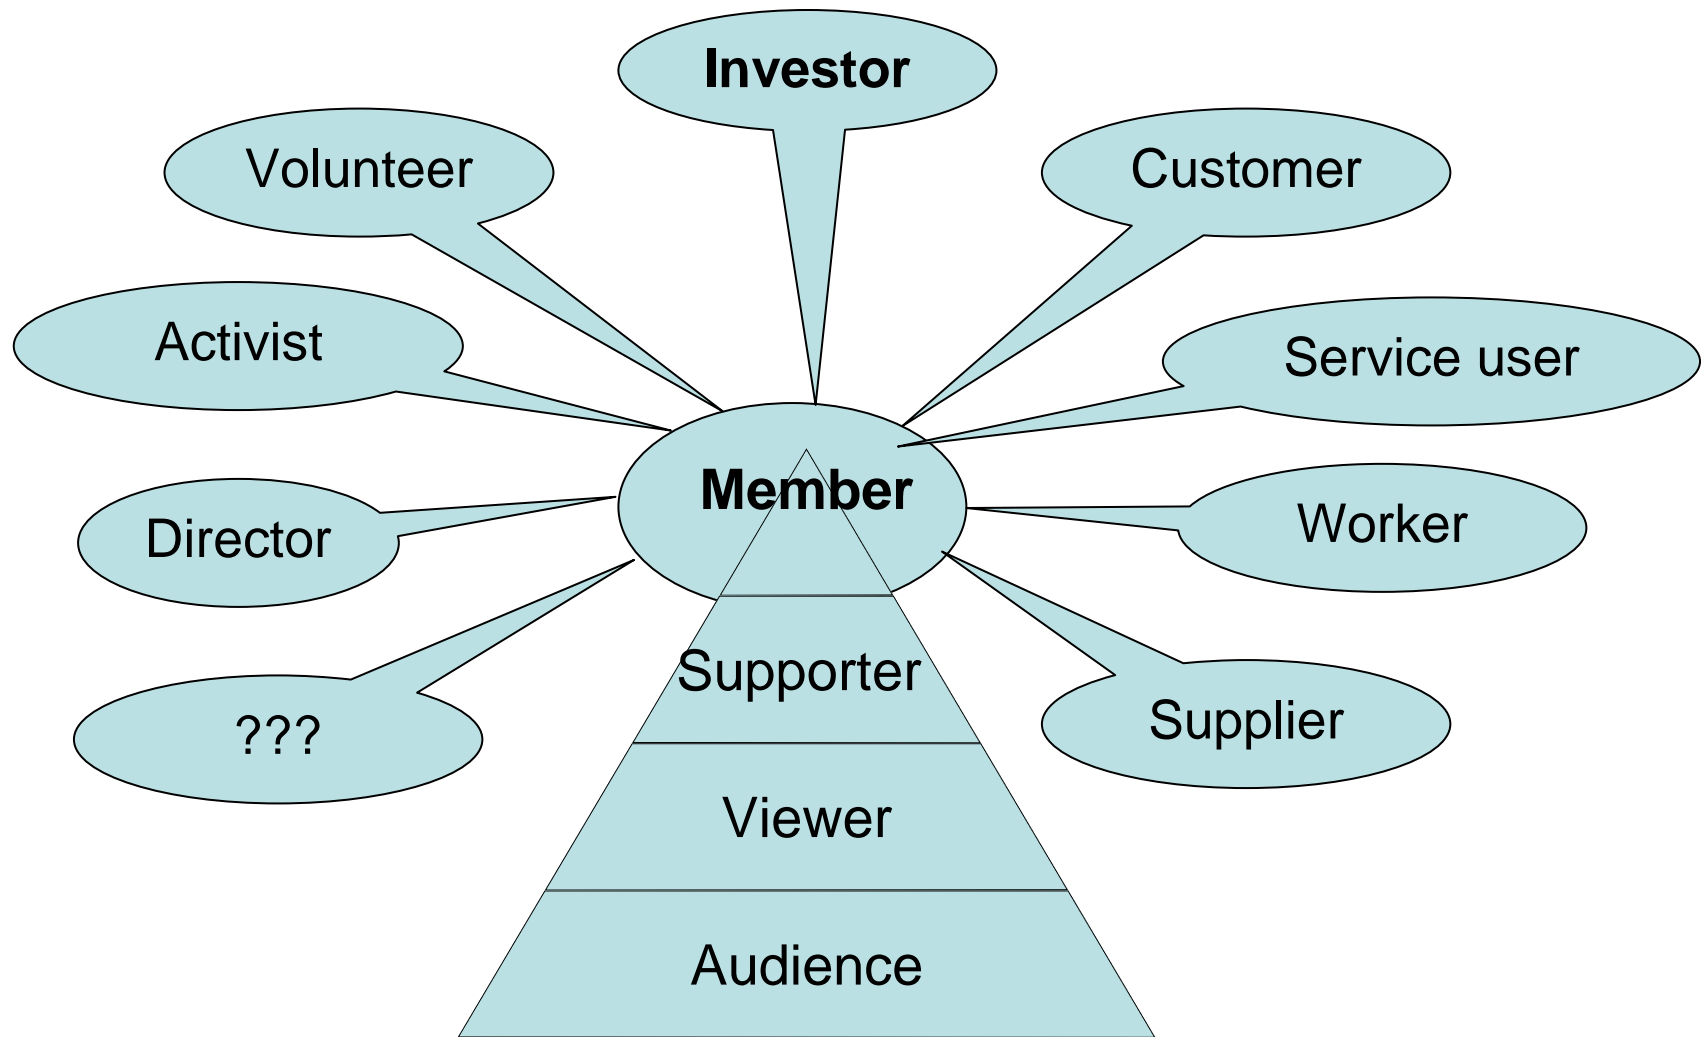 Investor
Volunteer
Customer
Activist
Service user
Member
Director
Worker
Supporter
???
Supplier
Viewer
Audience